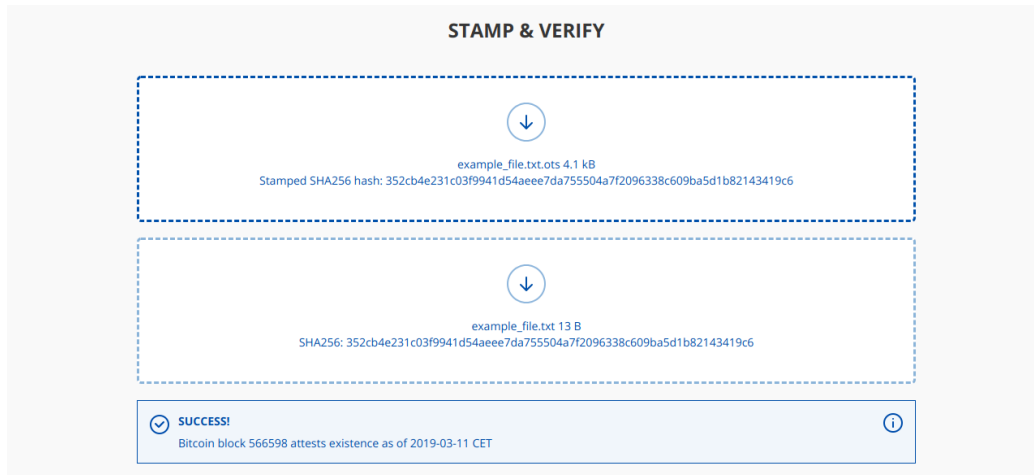 STAMP & VERIFY
example_file.txt.ots 4.1 kB
Stamped SHA256 hash: 352cb4e231c03f9941d54aeee7da755504a7f2096338c609ba5d1b82143419c6
example_file.txt 13 B
SHA256: 352cb4e231c03f9941d54aeee7da755504a7f2096338c609ba5d1b82143419c6
SUCCESS!
Bitcoin block 566598 attests existence as of 2019-03-11 CET